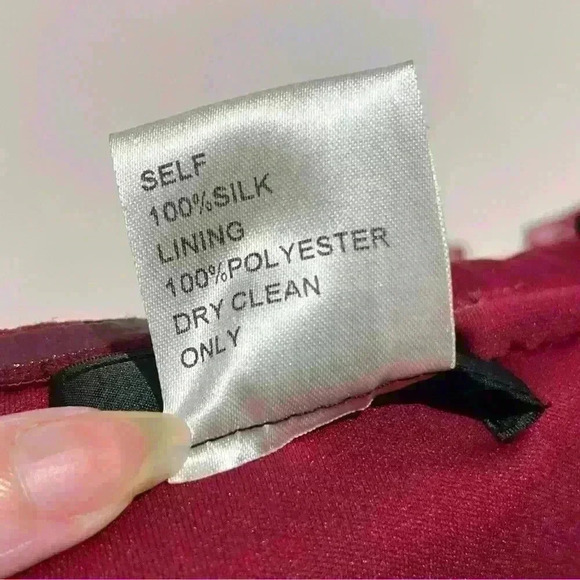 SELF
100%SILK
LINING
100%POLYESTER
DRY CLEAN
ONLY